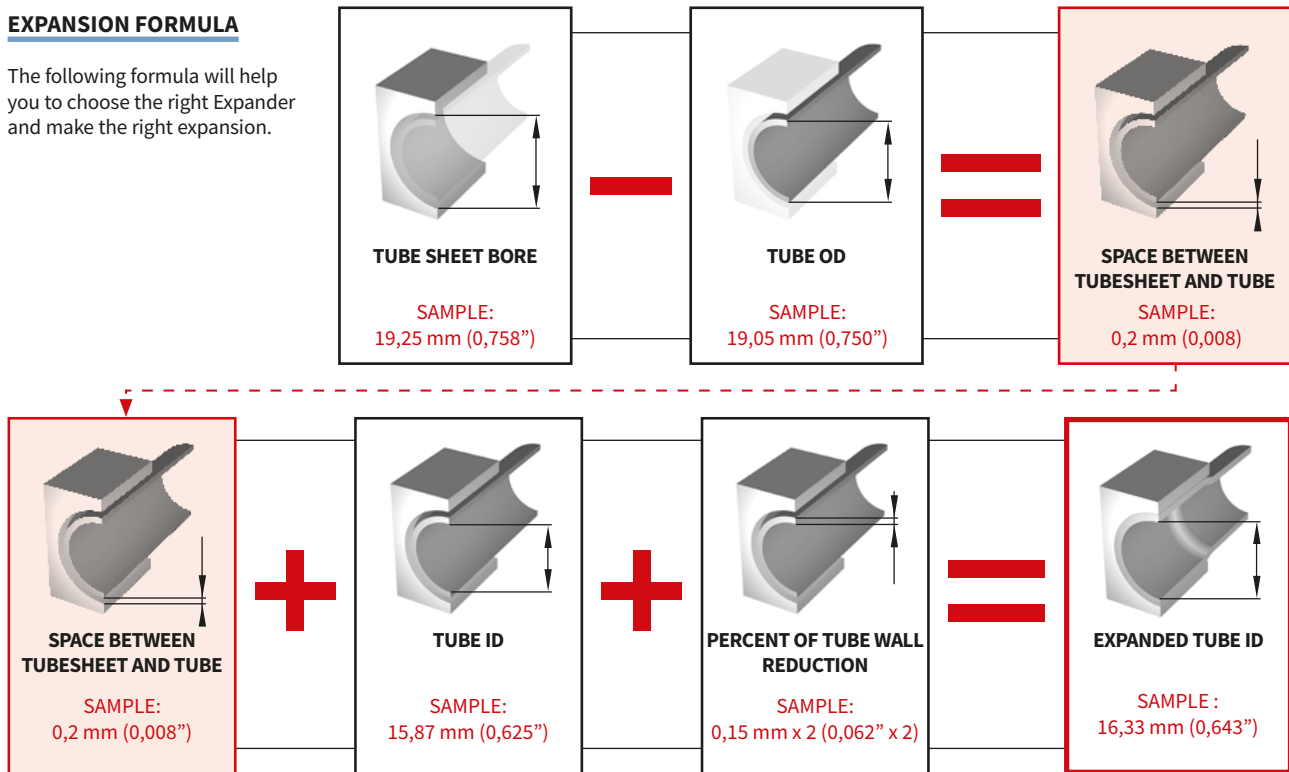 EXPANSION FORMULA
The following formula will help
you to choose the right Expander
and make the right expansion.
TUBE SHEET BORE
SAMPLE:
19,25 mm (0,758”)
TUBE OD
SAMPLE:
19,05 mm (0,750”)
SPACE BETWEEN
TUBESHEET AND TUBE
SAMPLE:
0,2 mm (0,008)
SPACE BETWEEN
TUBESHEET AND TUBE
SAMPLE:
0,2 mm (0,008”)
TUBE ID
SAMPLE:
15,87 mm (0,625”)
PERCENT OF TUBE WALL
REDUCTION
SAMPLE:
0,15 mm x 2 (0,062” x 2)
EXPANDED TUBE ID
SAMPLE :
16,33 mm (0,643”)